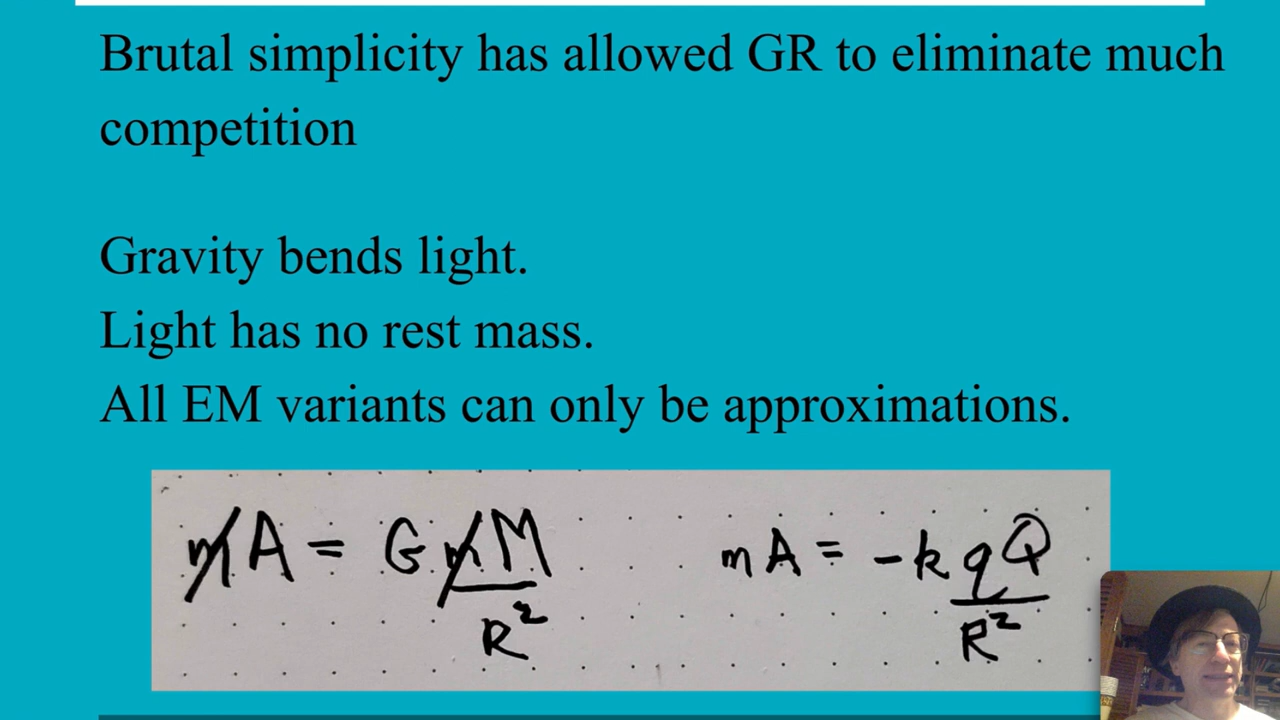 Brutal simplicity has allowed GR to eliminate much
competition
Gravity bends light.
Light has no rest mass.
All EM variants can only be approximations.
mA = G mM / R²
mA = -k qQ / R²